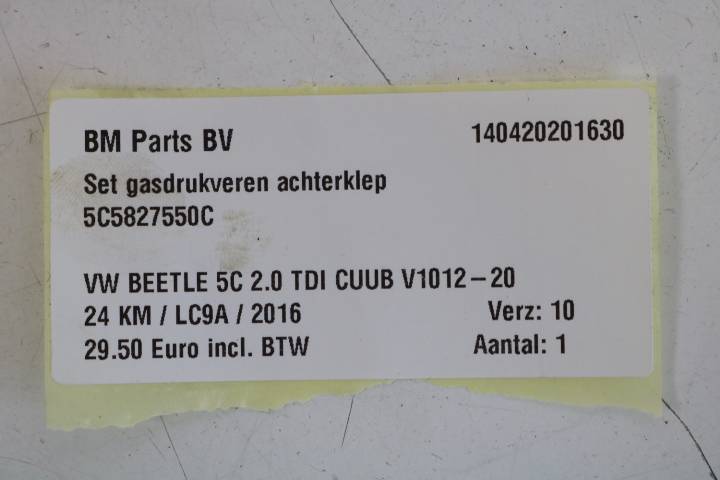 BM Parts BV 140420201630
Set gasdrukveren achterklep
5C5827550C
VW BEETLE 5C 2.0 TDI CUUB V1012-20
24 KM / LC9A / 2016 Verz: 10
29.50 Euro incl. BTW Aantal: 1